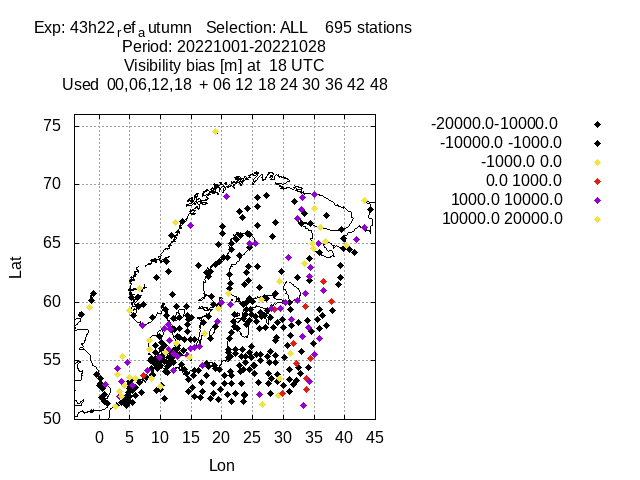 Exp: 43h22refautumn   Selection: ALL    695 stations
Period: 20221001-20221028
Visibility bias [m] at  18 UTC
Used  00,06,12,18  + 06 12 18 24 30 36 42 48
-20000.0-10000.0
-10000.0 -1000.0
-1000.0 0.0
0.0 1000.0
1000.0 10000.0
10000.0 20000.0
75
70
65
60
55
50
Lat
0 5 10 15 20 25 30 35 40 45
Lon